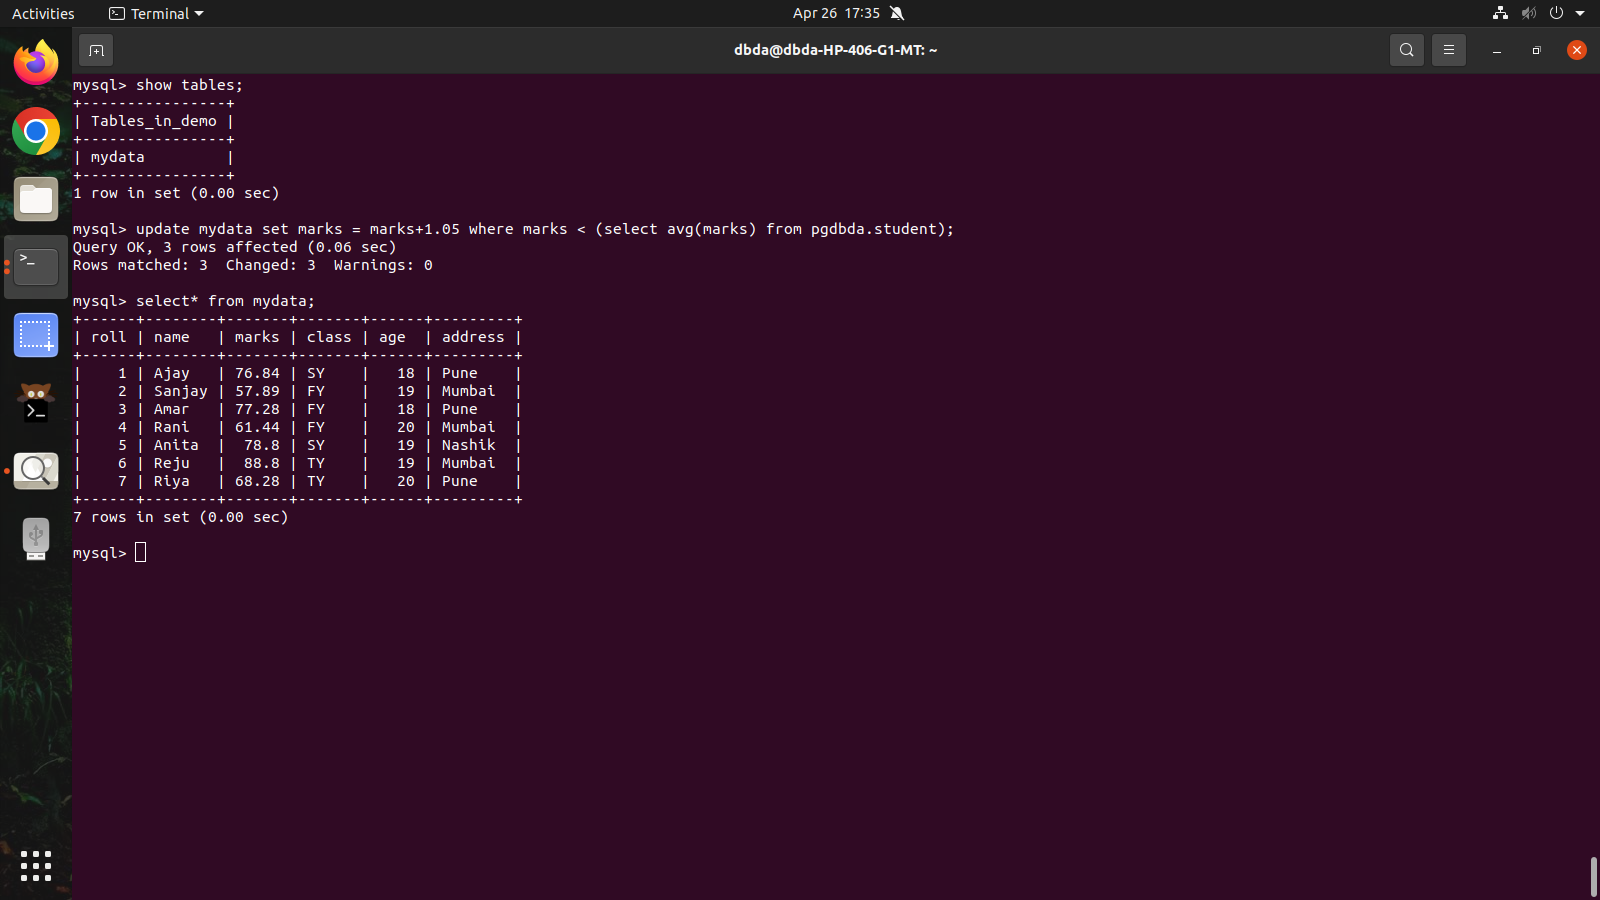 Activities Terminal Apr 26 17:35
dbda@dbda-HP-406-G1-MT: ~
mysql> show tables;
+----------------+
| Tables_in_demo |
+----------------+
| mydata         |
+----------------+
1 row in set (0.00 sec)
mysql> update mydata set marks = marks+1.05 where marks < (select avg(marks) from pgdbda.student);
Query OK, 3 rows affected (0.06 sec)
Rows matched: 3  Changed: 3  Warnings: 0
mysql> select* from mydata;
+------+--------+-------+-------+------+---------+
| roll | name   | marks | class | age  | address |
+------+--------+-------+-------+------+---------+
|    1 | Ajay   | 76.84 | SY    |   18 | Pune    |
|    2 | Sanjay | 57.89 | FY    |   19 | Mumbai  |
|    3 | Amar   | 77.28 | FY    |   18 | Pune    |
|    4 | Rani   | 61.44 | FY    |   20 | Mumbai  |
|    5 | Anita  |  78.8 | SY    |   19 | Nashik  |
|    6 | Reju   |  88.8 | TY    |   19 | Mumbai  |
|    7 | Riya   | 68.28 | TY    |   20 | Pune    |
+------+--------+-------+-------+------+---------+
7 rows in set (0.00 sec)
mysql>